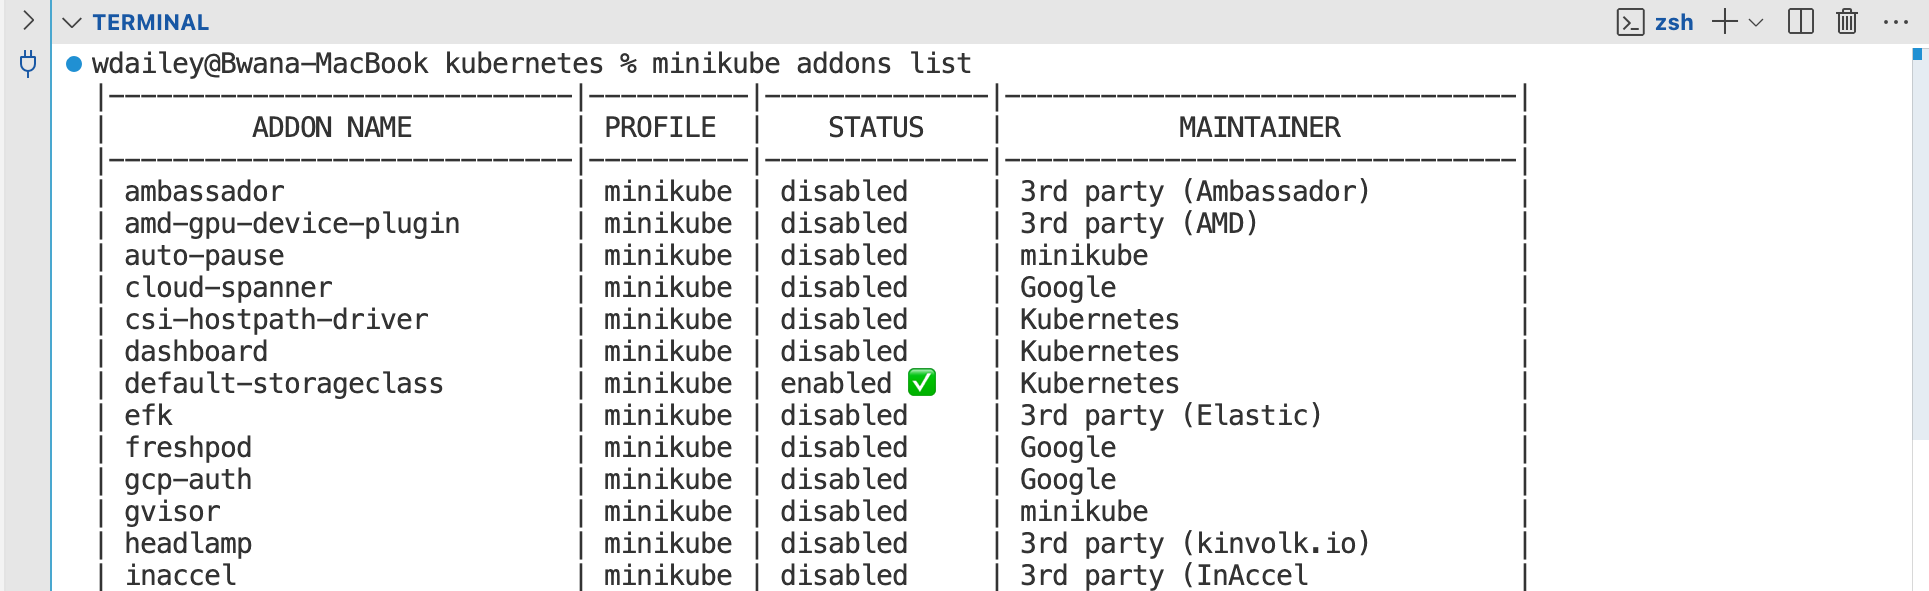 TERMINAL
zsh
wdailey@Bwana-MacBook kubernetes % minikube addons list
|-----------------------------|----------|--------------|--------------------------------|
| ADDON NAME | PROFILE | STATUS | MAINTAINER |
|-----------------------------|----------|--------------|--------------------------------|
| ambassador | minikube | disabled | 3rd party (Ambassador) |
| amd-gpu-device-plugin | minikube | disabled | 3rd party (AMD) |
| auto-pause | minikube | disabled | minikube |
| cloud-spanner | minikube | disabled | Google |
| csi-hostpath-driver | minikube | disabled | Kubernetes |
| dashboard | minikube | disabled | Kubernetes |
| default-storageclass | minikube | enabled ✅ | Kubernetes |
| efk | minikube | disabled | 3rd party (Elastic) |
| freshpod | minikube | disabled | Google |
| gcp-auth | minikube | disabled | Google |
| gvisor | minikube | disabled | minikube |
| headlamp | minikube | disabled | 3rd party (kinvolk.io) |
| inaccel | minikube | disabled | 3rd party (InAccel |